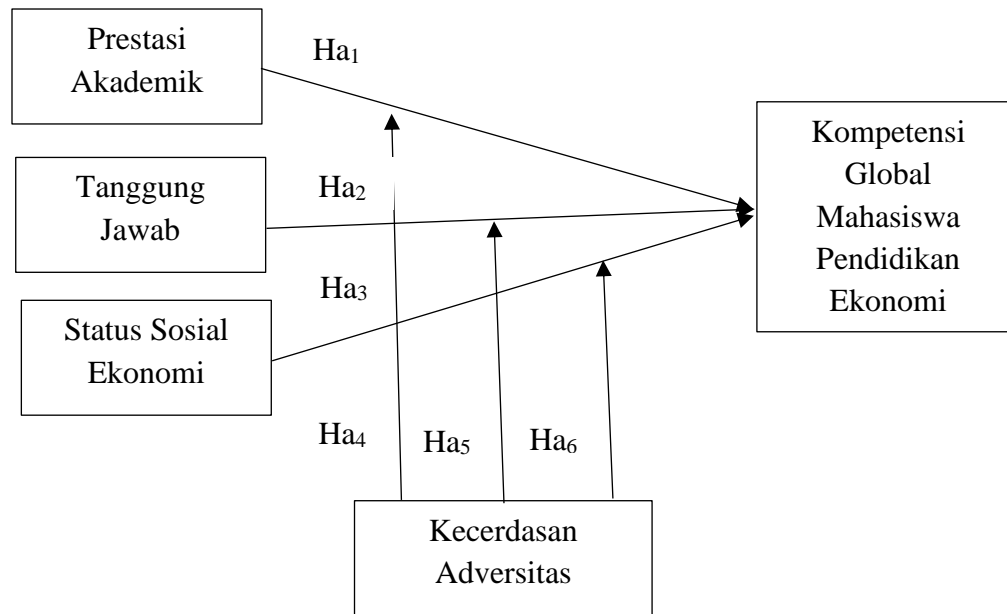 Prestasi
Akademik
Ha₁
Tanggung
Jawab
Ha₂
Status Sosial
Ekonomi
Ha₃
Kompetensi
Global
Mahasiswa
Pendidikan
Ekonomi
Ha₄
Ha₅
Ha₆
Kecerdasan
Adversitas